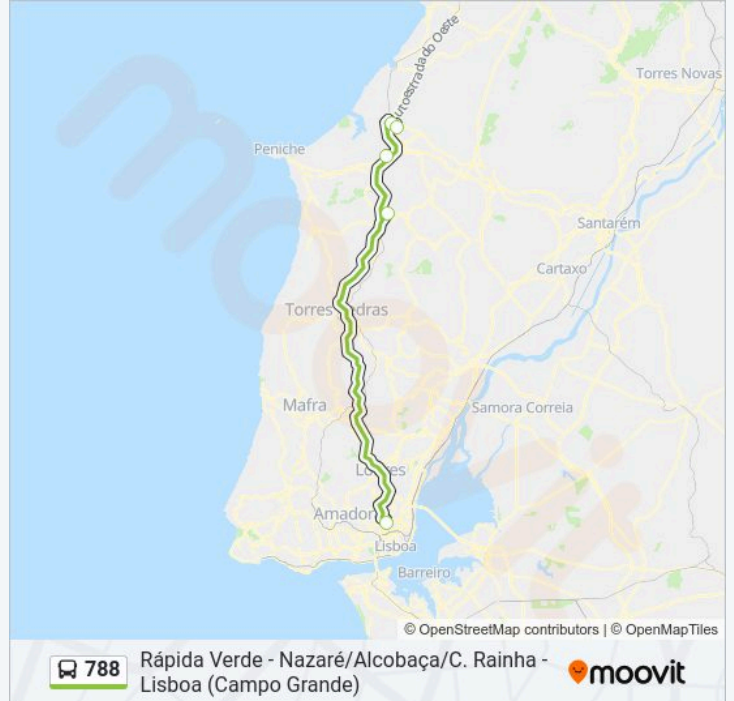 Autoestrada do Oeste
Torres Novas
Peniche
Santarém
Cartaxo
Torres Vedras
Mafra
Samora Correia
Loures
Amadora
Lisboa
Barreiro
moovit
© OpenStreetMap contributors | © OpenMapTiles
788
Rápida Verde - Nazaré/Alcobaça/C. Rainha -
Lisboa (Campo Grande)
moovit